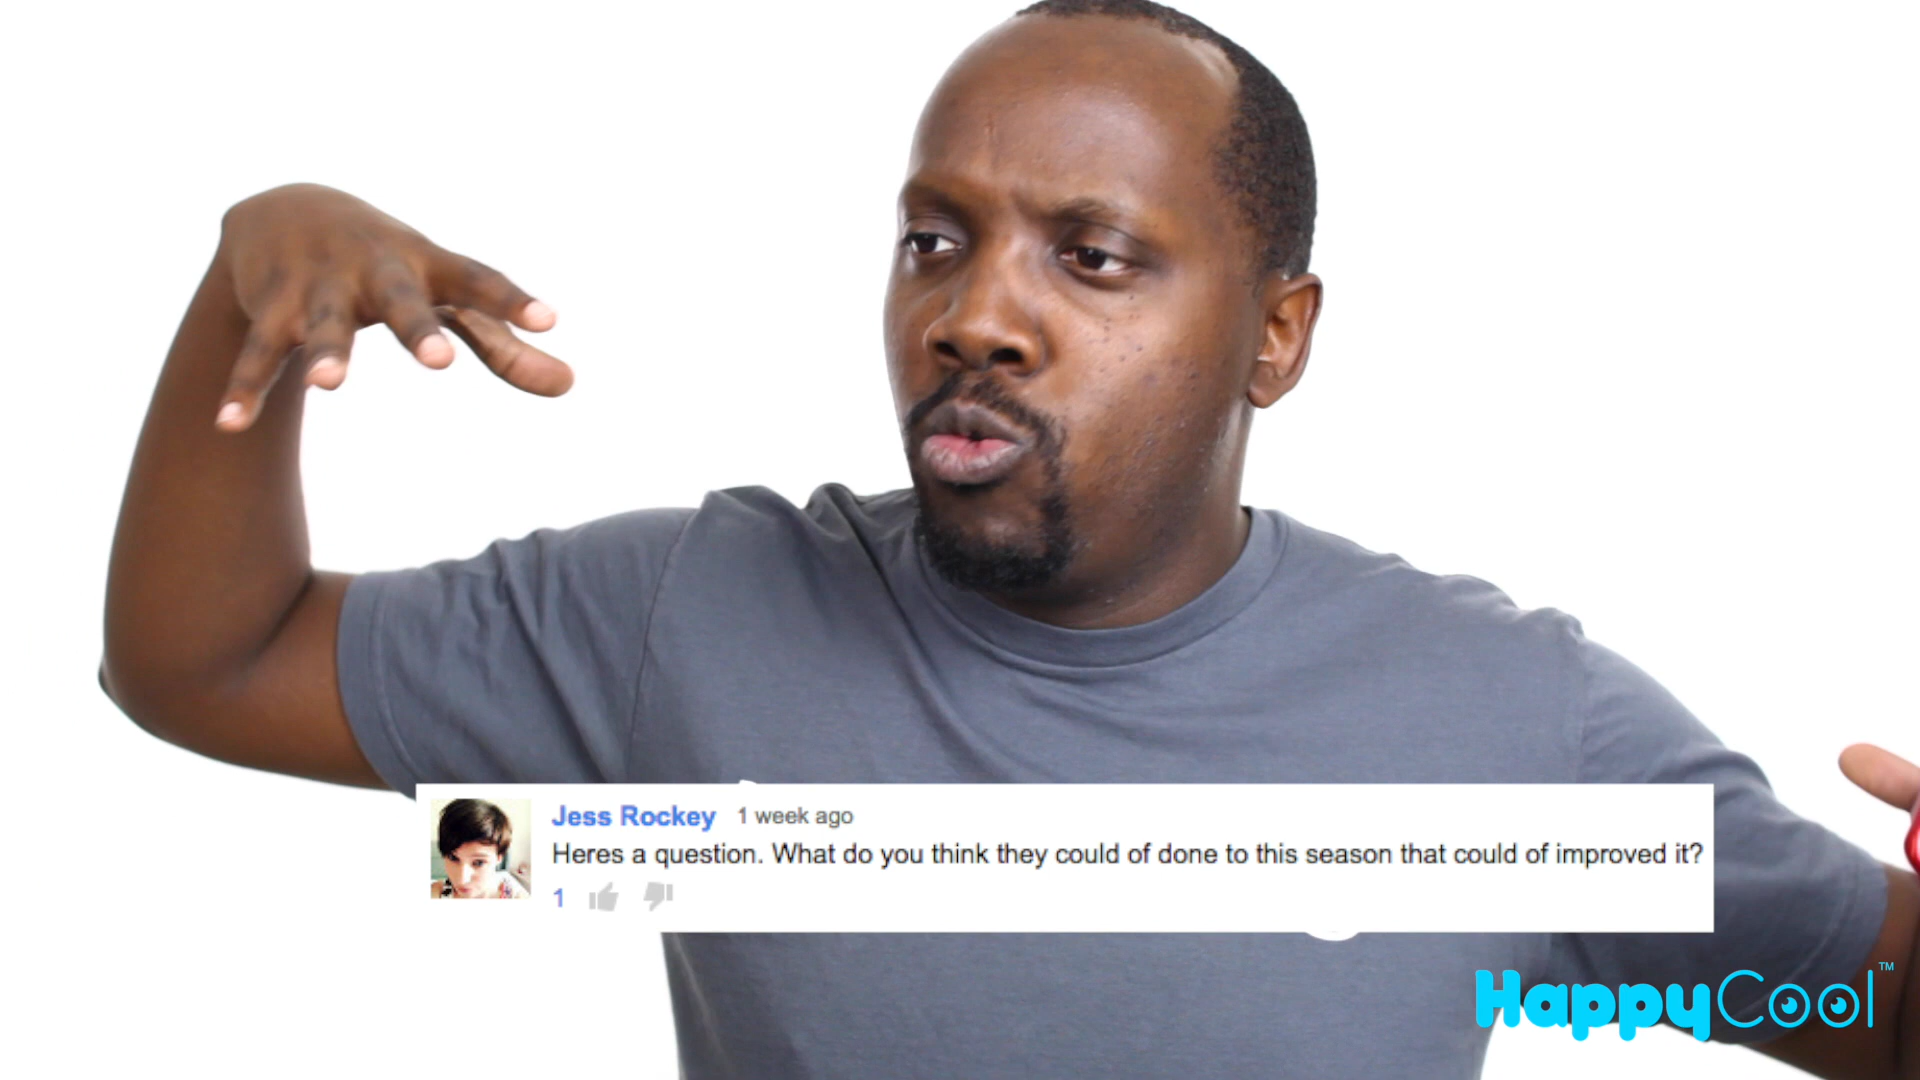 Jess Rockey 1 week ago
Heres a question. What do you think they could of done to this season that could of improved it?
1
HappyCool™